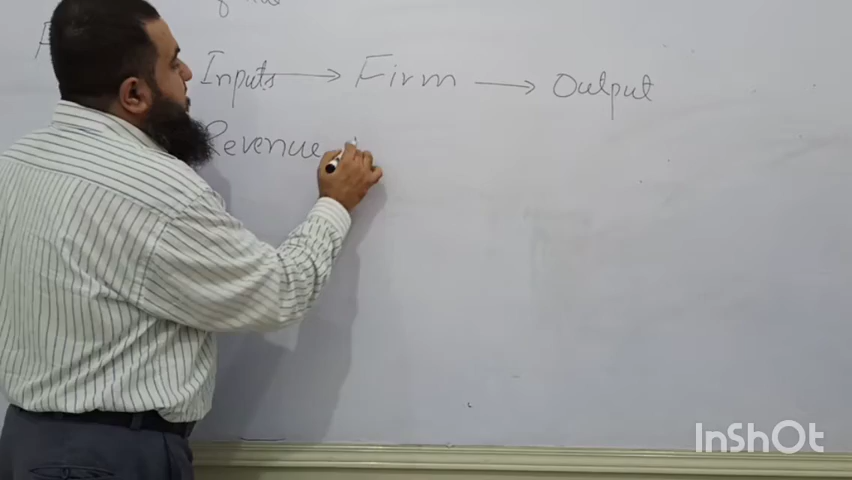 Inputs → Firm → Output
Revenue
InShOt